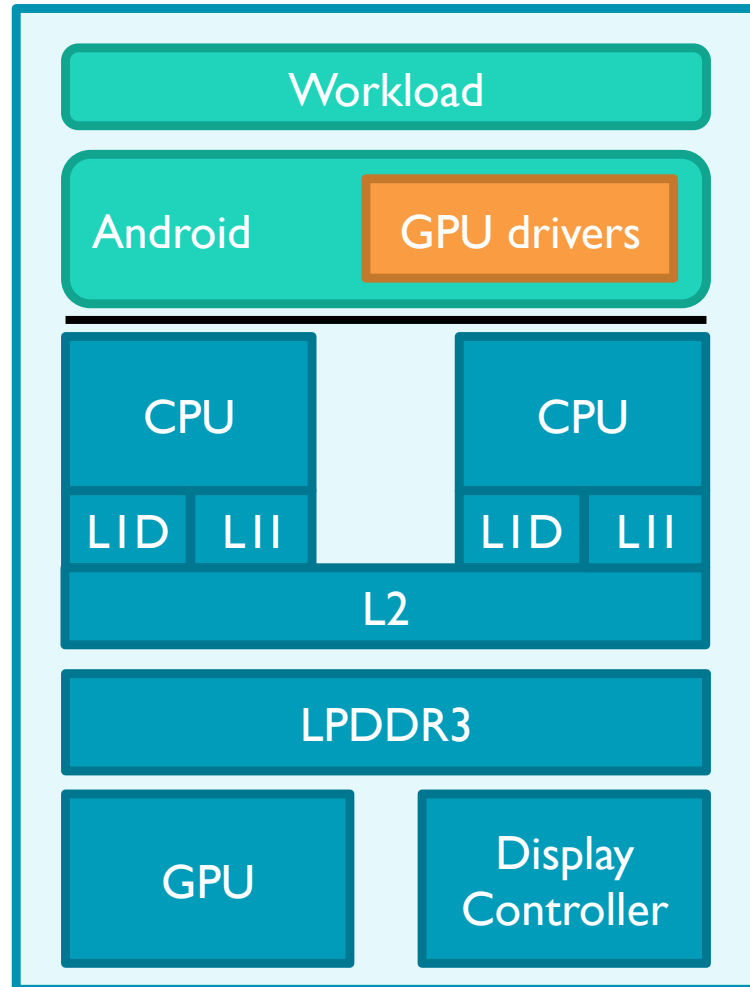 Workload
Android
GPU drivers
CPU
CPU
L1D
L1I
L1D
L1I
L2
LPDDR3
GPU
Display
Controller